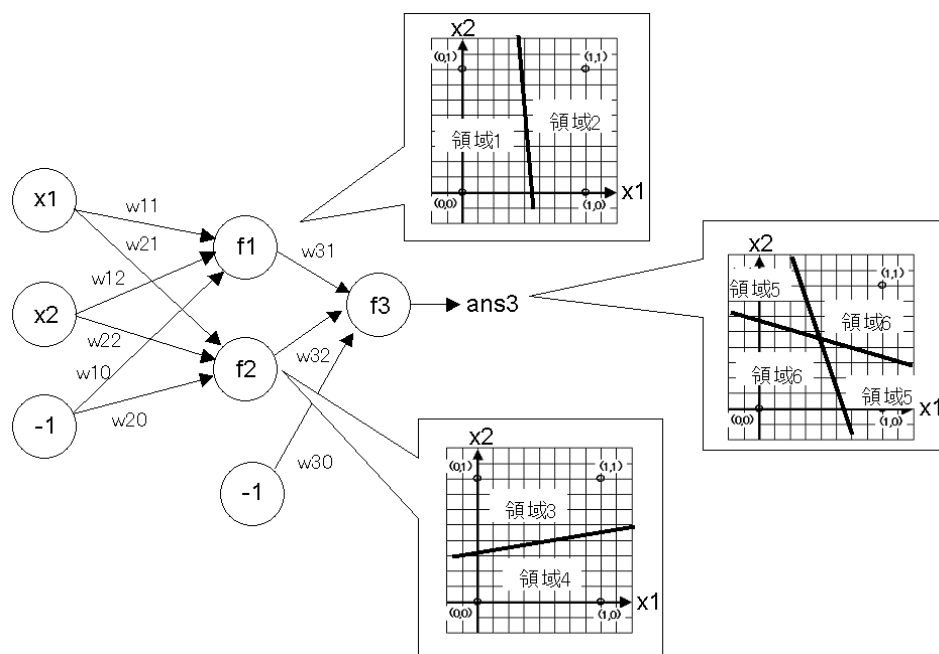 x1
x2
-1
w11
w21
w12
w22
w10
w20
f1
f2
w31
w32
-1
w30
f3
ans3
x2
(0,1)
(1,1)
領域1
領域2
(0,0)
(1,0)
x1
x2
(0,1)
(1,1)
領域3
領域4
(0,0)
(1,0)
x1
x2
(1,1)
領域5
領域6
領域6
領域5
(0,0)
(1,0)
x1